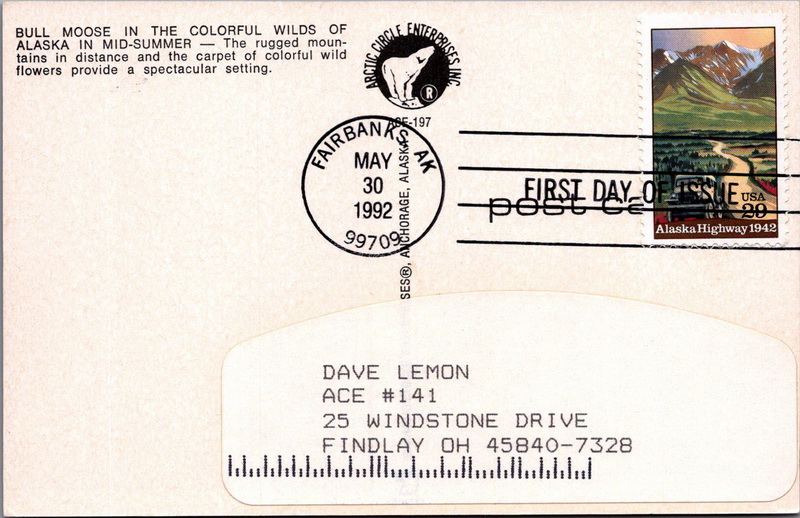 BULL MOOSE IN THE COLORFUL WILDS OF
ALASKA IN MID-SUMMER — The rugged moun-
tains in distance and the carpet of colorful wild
flowers provide a spectacular setting.
ARCTIC CIRCLE ENTERPRISES INC.
®
ACE-197
FAIRBANKS, AK
MAY
30
1992
99709
SES®, ANCHORAGE, ALASKA
FIRST DAY OF ISSUE
post ca
USA
29
Alaska Highway 1942
DAVE LEMON
ACE #141
25 WINDSTONE DRIVE
FINDLAY OH 45840-7328